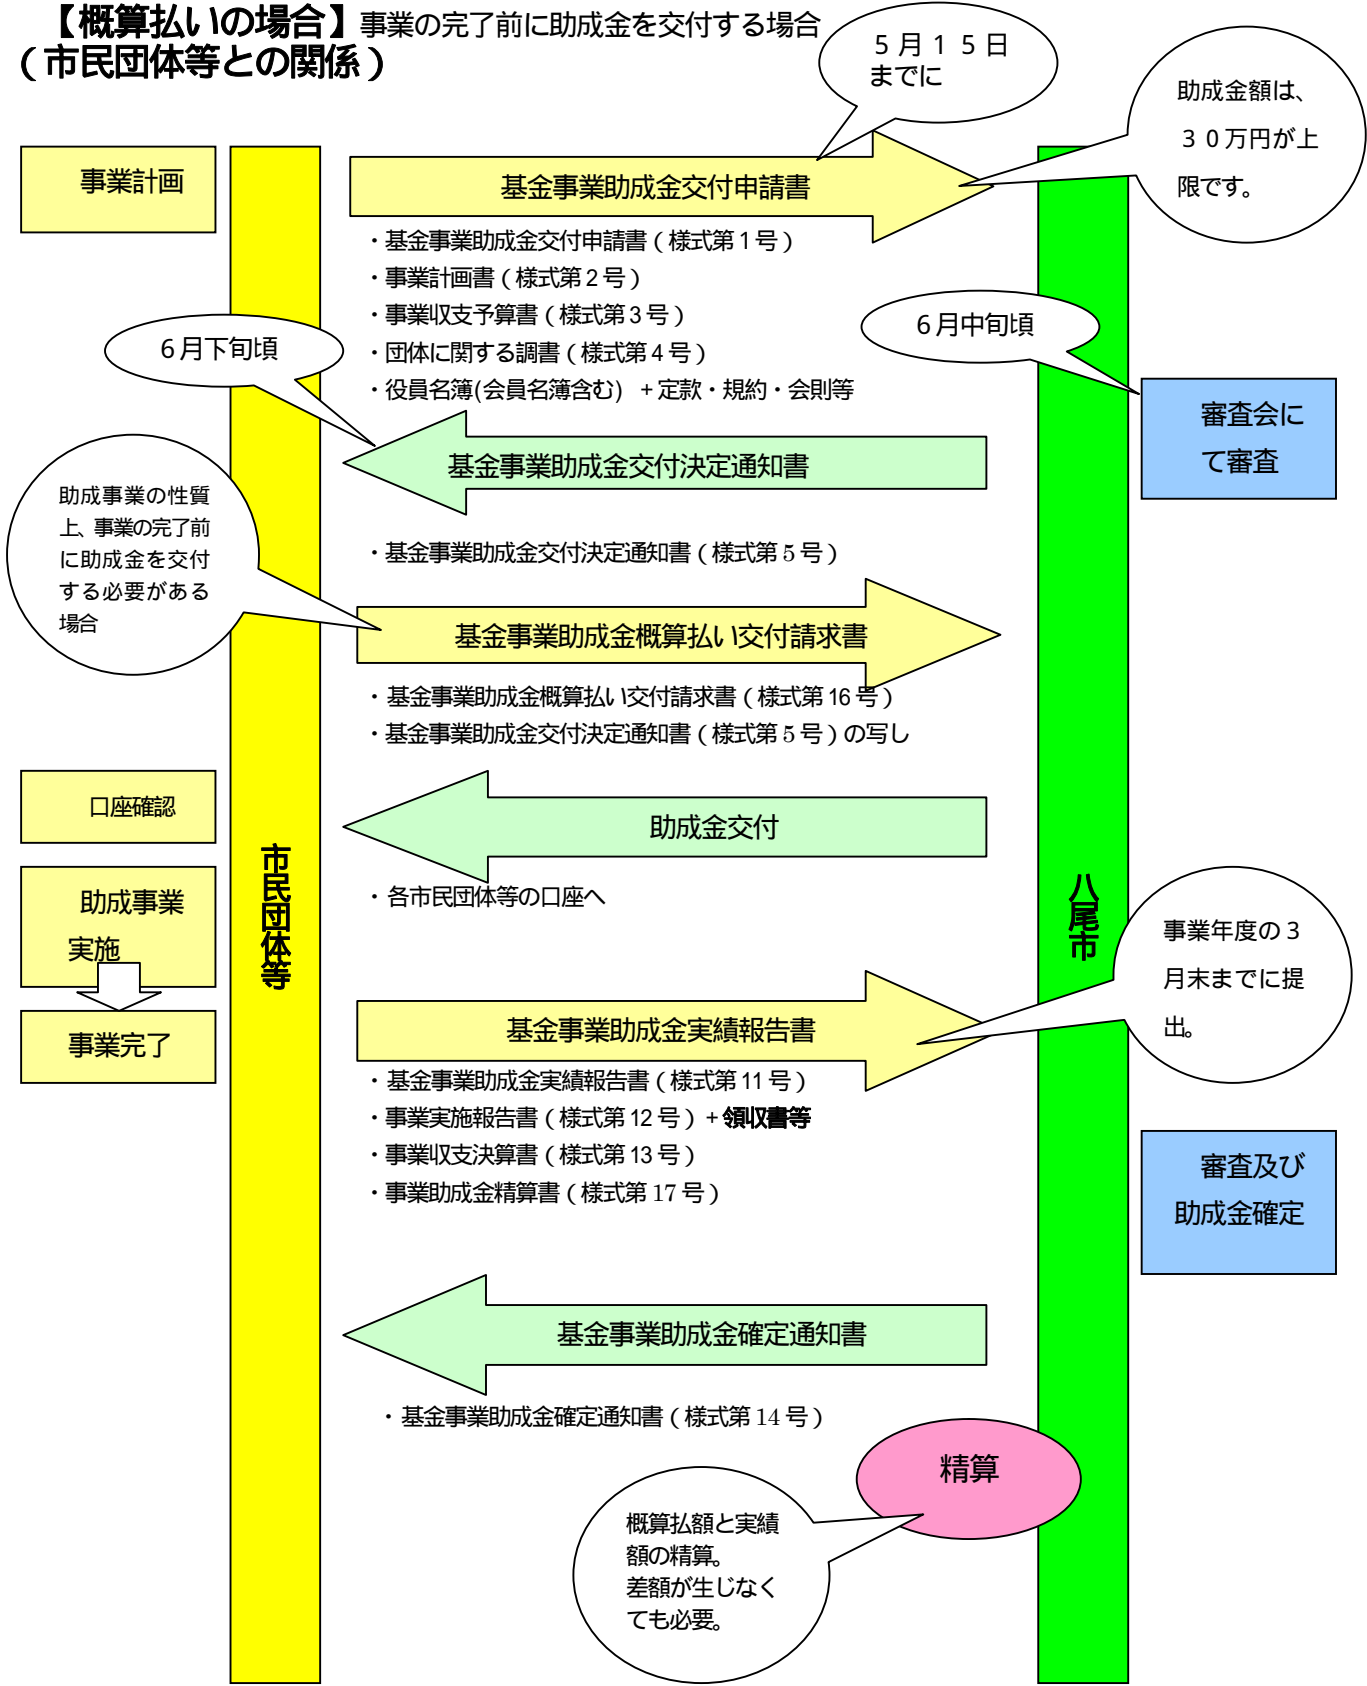 【概算払いの場合】事業の完了前に助成金を交付する場合
（市民団体等との関係）
５月１５日
までに
助成金額は、
３０万円が上
限です。
事業計画
基金事業助成金交付申請書
・基金事業助成金交付申請書（様式第1号）
・事業計画書（様式第2号）
・事業収支予算書（様式第3号）
・団体に関する調書（様式第4号）
・役員名簿(会員名簿含む) +定款・規約・会則等
６月下旬頃
６月中旬頃
審査会に
て審査
基金事業助成金交付決定通知書
・基金事業助成金交付決定通知書（様式第5号）
助成事業の性質
上、事業の完了前
に助成金を交付
する必要がある
場合
基金事業助成金概算払い交付請求書
・基金事業助成金概算払い交付請求書（様式第16号）
・基金事業助成金交付決定通知書（様式第5号）の写し
口座確認
助成金交付
・各市民団体等の口座へ
市民団体等
八尾市
助成事業
実施
事業完了
事業年度の３
月末までに提
出。
基金事業助成金実績報告書
・基金事業助成金実績報告書（様式第11号）
・事業実施報告書（様式第12号）+領収書等
・事業収支決算書（様式第13号）
・事業助成金精算書（様式第17号）
審査及び
助成金確定
基金事業助成金確定通知書
・基金事業助成金確定通知書（様式第14号）
精算
概算払額と実績
額の精算。
差額が生じなく
ても必要。